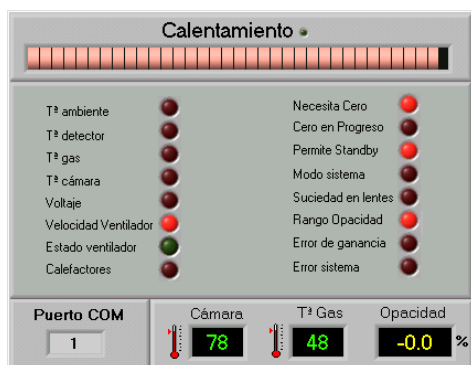 Calentamiento
Tª ambiente
Tª detector
Tª gas
Tª cámara
Voltaje
Velocidad Ventilador
Estado ventilador
Calefactores
Necesita Cero
Cero en Progreso
Permite Standby
Modo sistema
Suciedad en lentes
Rango Opacidad
Error de ganancia
Error sistema
Puerto COM
1
Cámara
78
Tª Gas
48
Opacidad
-0.0 %